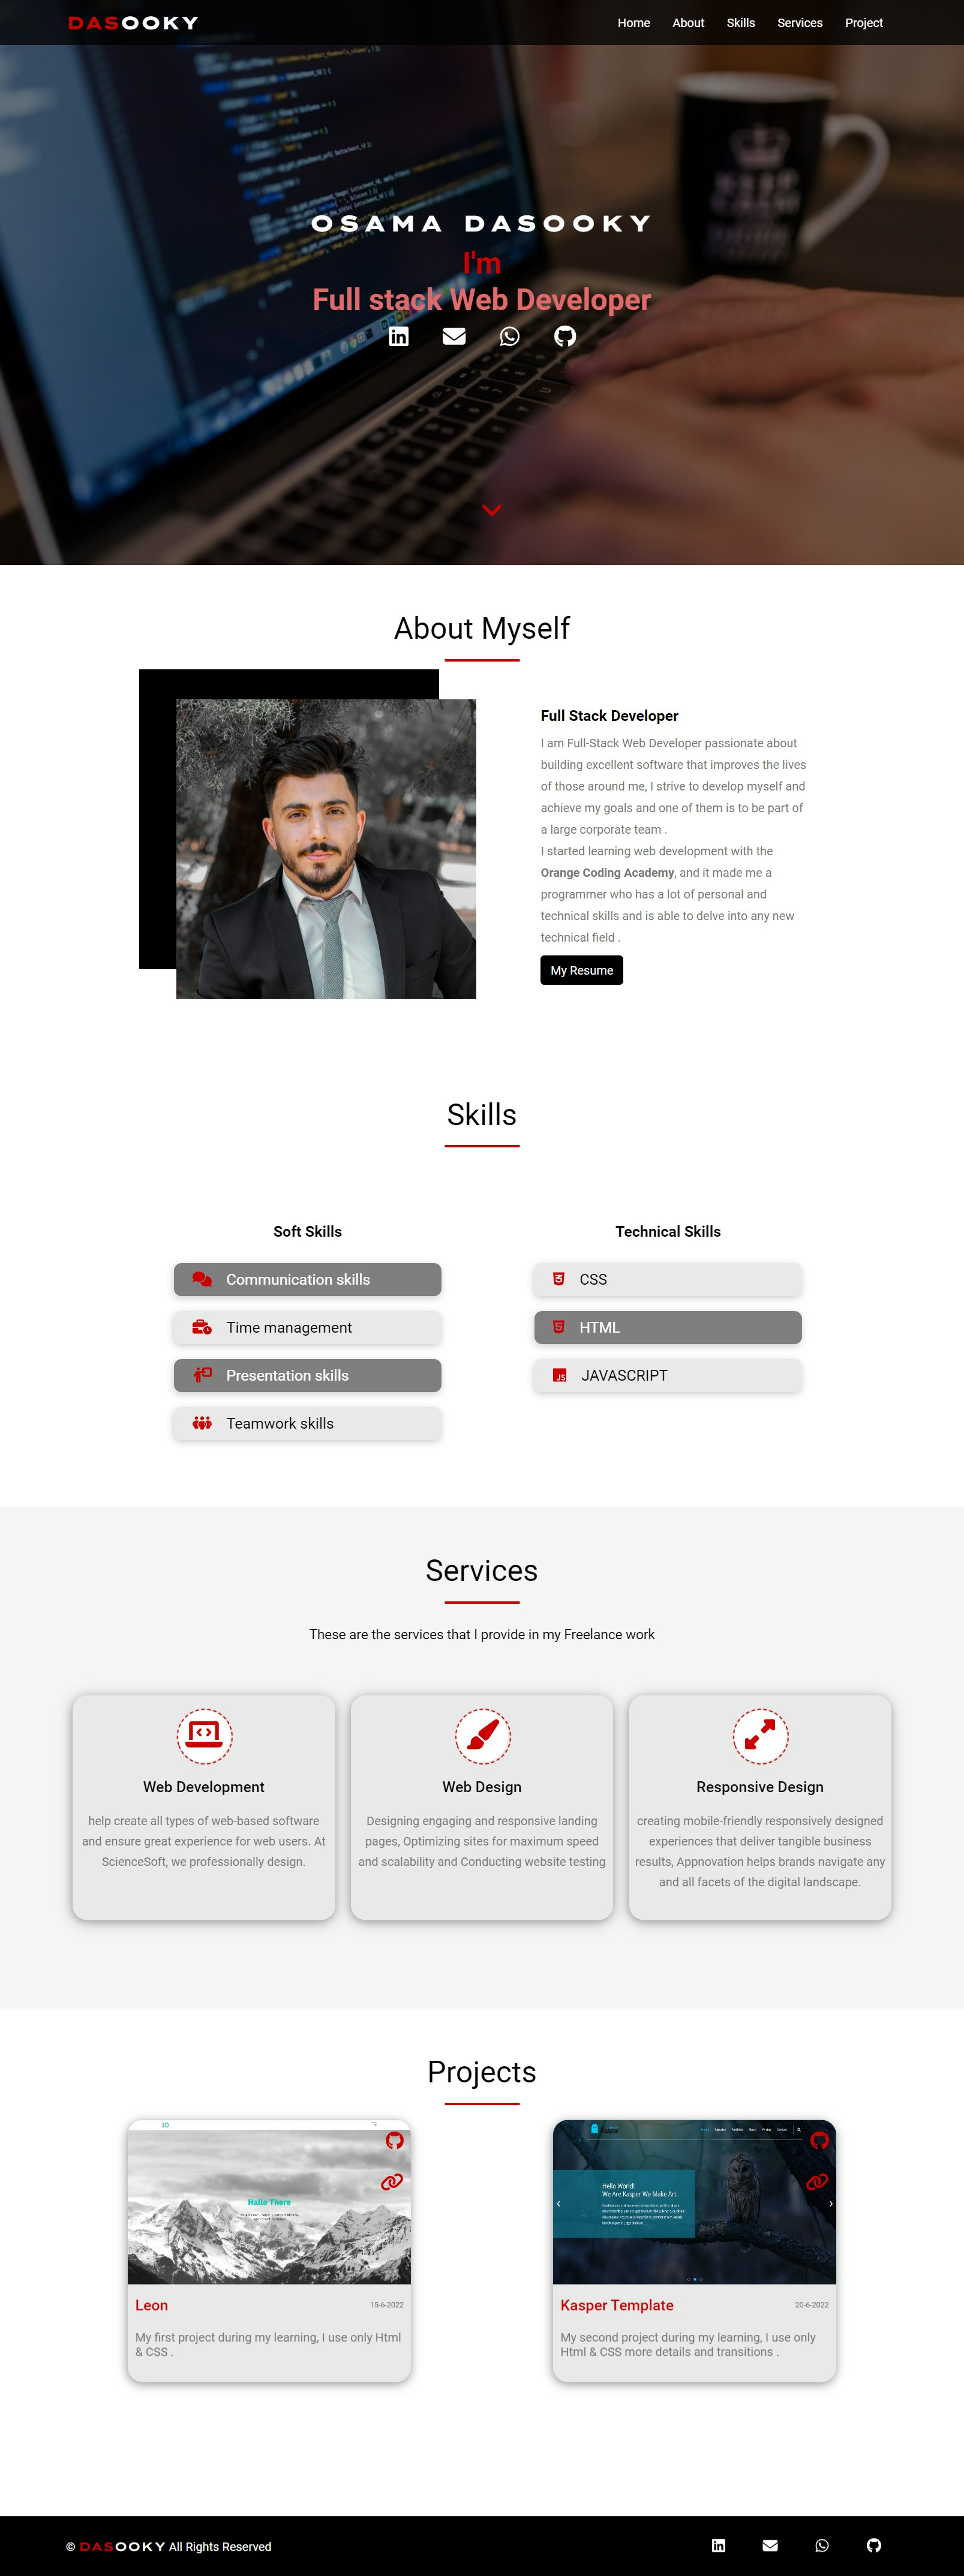 DASOOKY
Home About Skills Services Project
OSAMA DASOOKY
I'm
Full stack Web Developer
About Myself
Full Stack Developer
I am Full-Stack Web Developer passionate about
building excellent software that improves the lives
of those around me, I strive to develop myself and
achieve my goals and one of them is to be part of
a large corporate team .
I started learning web development with the
Orange Coding Academy, and it made me a
programmer who has a lot of personal and
technical skills and is able to delve into any new
technical field .
My Resume
Skills
Soft Skills
Communication skills
Time management
Presentation skills
Teamwork skills
Technical Skills
CSS
HTML
JAVASCRIPT
Services
These are the services that I provide in my Freelance work
Web Development
help create all types of web-based software
and ensure great experience for web users. At
ScienceSoft, we professionally design.
Web Design
Designing engaging and responsive landing
pages, Optimizing sites for maximum speed
and scalability and Conducting website testing
Responsive Design
creating mobile-friendly responsively designed
experiences that deliver tangible business
results, Appnovation helps brands navigate any
and all facets of the digital landscape.
Projects
Hallo There
Leon
15-6-2022
My first project during my learning, I use only Html
& CSS .
Hello World!
We Are Kasper We Make Art.
Kasper Template
20-6-2022
My second project during my learning, I use only
Html & CSS more details and transitions .
© DASOOKY All Rights Reserved